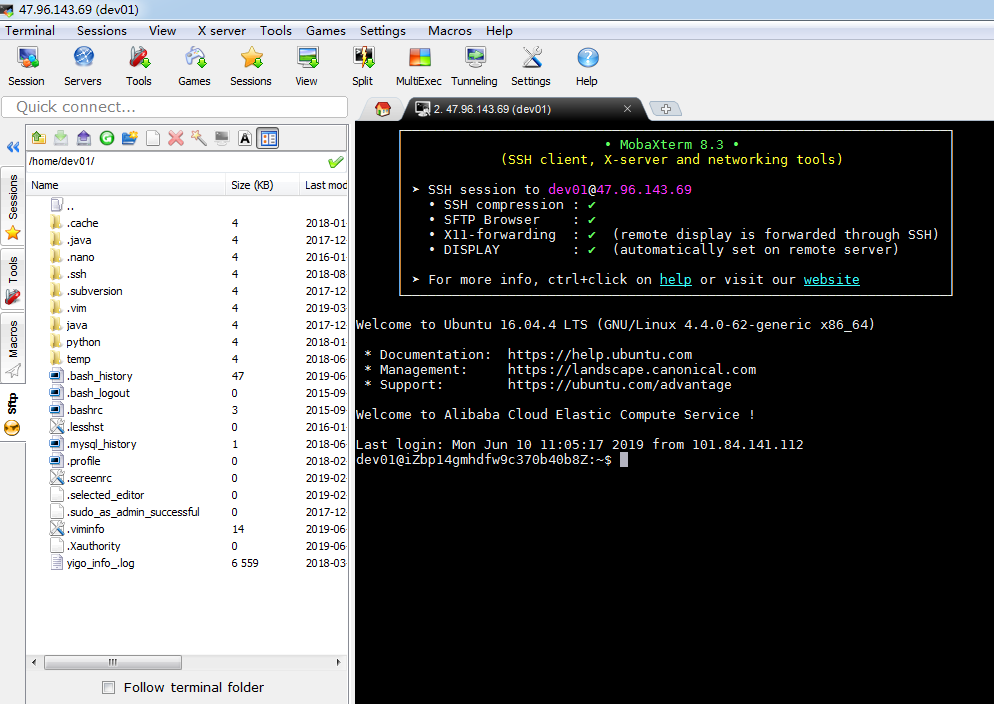 47.96.143.69 (dev01)
Terminal Sessions View X server Tools Games Settings Macros Help
Session Servers Tools Games Sessions View Split MultiExec Tunneling Settings Help
Quick connect...
2. 47.96.143.69 (dev01)
/home/dev01/
Name Size (KB) Last mod
..
.cache 4 2018-01-
.java 4 2017-12-
.nano 4 2016-01-
.ssh 4 2018-08-
.subversion 4 2017-12-
.vim 4 2019-03-
java 4 2017-12-
python 4 2018-01-
temp 4 2018-06-
.bash_history 47 2019-06-
.bash_logout 0 2015-09-
.bashrc 3 2015-09-
.lesshst 0 2016-01-
.mysql_history 1 2018-06-
.profile 0 2018-02-
.screenrc 0 2019-02-
.selected_editor 0 2019-02-
.sudo_as_admin_successful 0 2017-12-
.viminfo 14 2019-06-
.Xauthority 0 2019-06-
yigo_info_.log 6 559 2018-03-
Follow terminal folder
Sessions
Tools
Macros
Sftp
• MobaXterm 8.3 •
(SSH client, X-server and networking tools)
➤ SSH session to dev01@47.96.143.69
• SSH compression : ✔
• SFTP Browser : ✔
• X11-forwarding : ✔ (remote display is forwarded through SSH)
• DISPLAY : ✔ (automatically set on remote server)
➤ For more info, ctrl+click on help or visit our website
Welcome to Ubuntu 16.04.4 LTS (GNU/Linux 4.4.0-62-generic x86_64)
* Documentation: https://help.ubuntu.com
* Management: https://landscape.canonical.com
* Support: https://ubuntu.com/advantage
Welcome to Alibaba Cloud Elastic Compute Service !
Last login: Mon Jun 10 11:05:17 2019 from 101.84.141.112
dev01@iZbp14gmhdfw9c370b40b8Z:~$